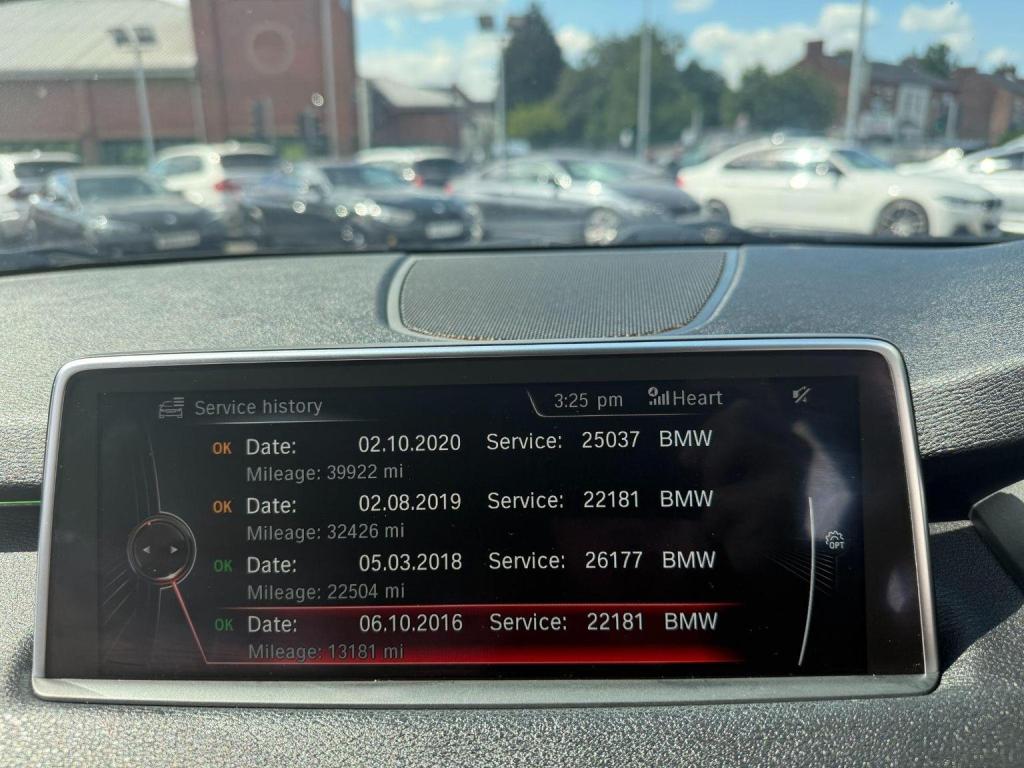 Service history 3:25 pm Heart
OK Date: 02.10.2020 Service: 25037 BMW
Mileage: 39922 mi
OK Date: 02.08.2019 Service: 22181 BMW
Mileage: 32426 mi
OK Date: 05.03.2018 Service: 26177 BMW
Mileage: 22504 mi
OK Date: 06.10.2016 Service: 22181 BMW
Mileage: 13181 mi
OPT